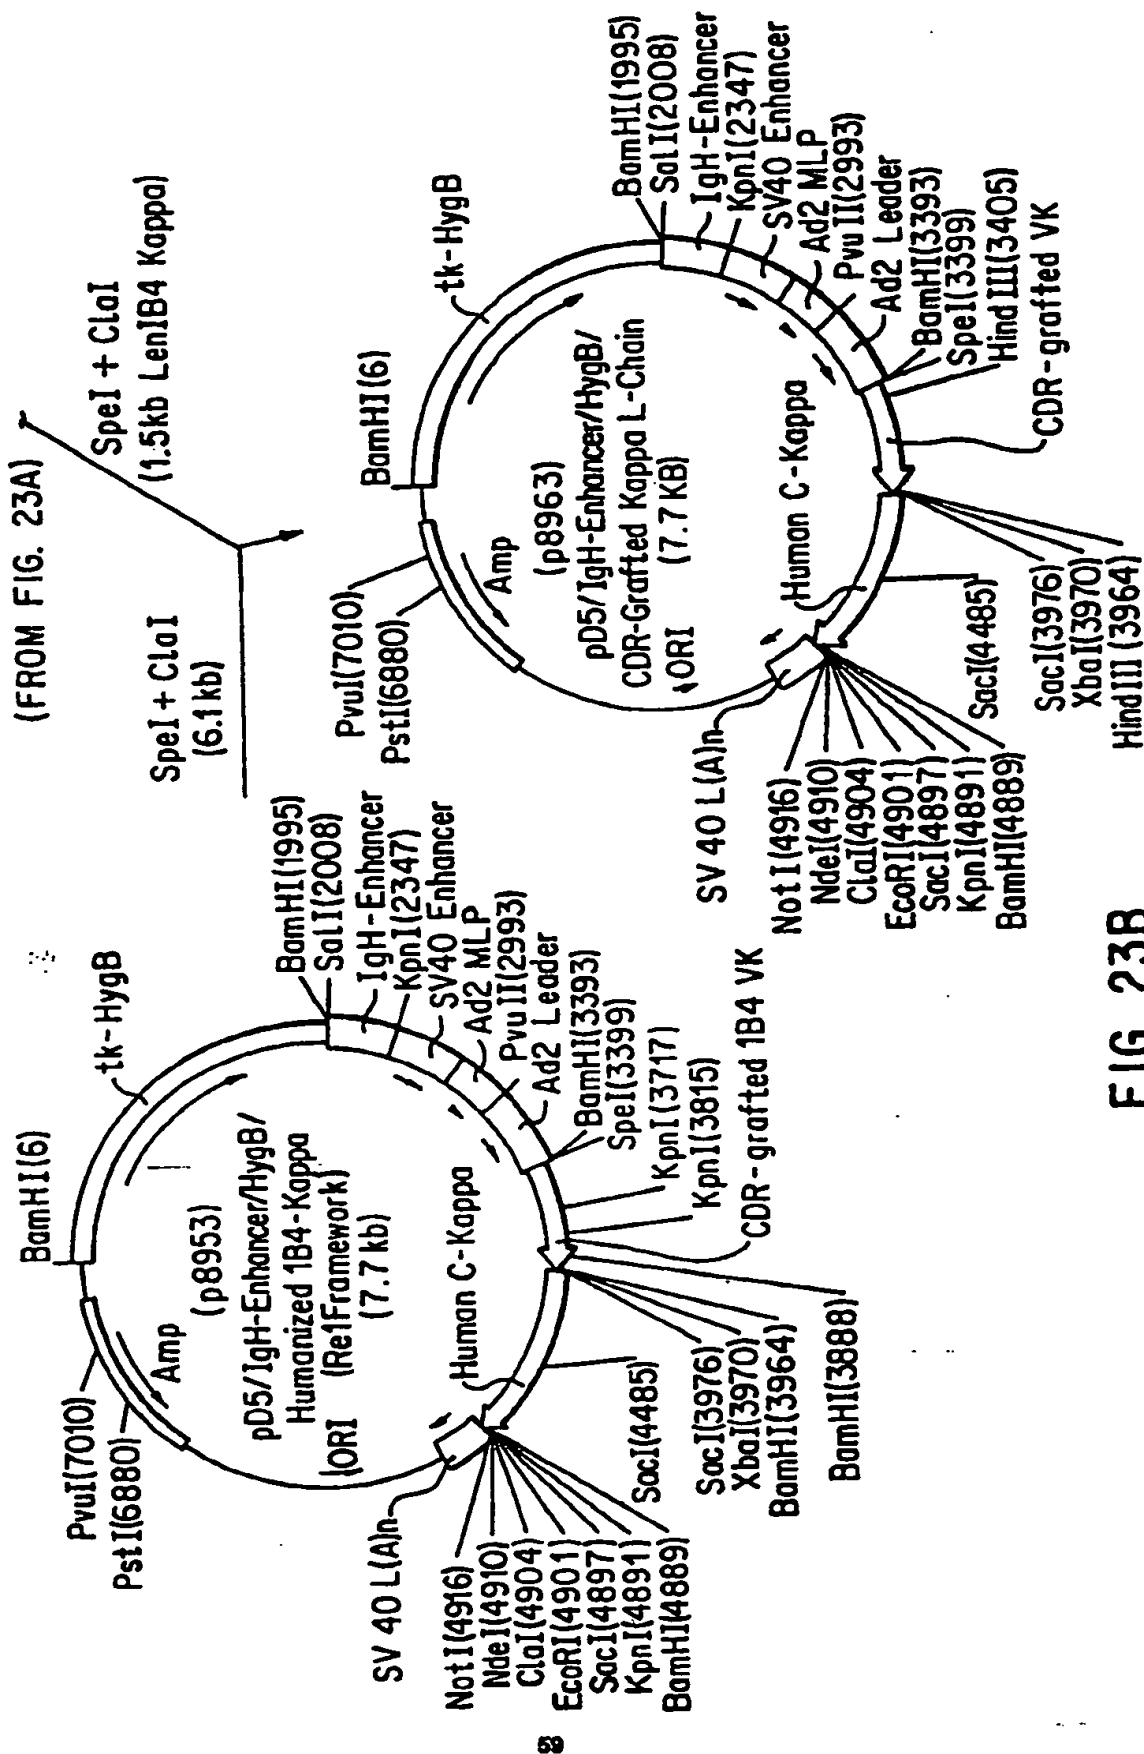 (FROM FIG. 23A)
SpeI + ClaI
(6.1kb)
SpeI + ClaI
(1.5kb LenIB4 Kappa)
BamHI(6)
tk-HygB
BamHI(1995)
SalI(2008)
IgH-Enhancer
KpnI(2347)
SV40 Enhancer
Ad2 MLP
PvuII(2993)
Ad2 Leader
BamHI(3393)
SpeI(3399)
KpnI(3717)
KpnI(3815)
CDR-grafted 1B4 VK
BamHI(3888)
BamHI(3964)
XbaI(3970)
SacI(3976)
SacI(4485)
Human C-Kappa
BamHI(4889)
KpnI(4891)
SacI(4897)
EcoRI(4901)
ClaI(4904)
NdeI(4910)
NotI(4916)
SV 40 L(A)n
ORI
PstI(6880)
PvuI(7010)
Amp
(p8953)
pD5/IgH-Enhancer/HygB/
Humanized 1B4-Kappa
(Re1Framework)
(7.7kb)
BamHI(6)
tk-HygB
BamHI(1995)
SalI(2008)
IgH-Enhancer
KpnI(2347)
SV40 Enhancer
Ad2 MLP
PvuII(2993)
Ad2 Leader
BamHI(3393)
SpeI(3399)
HindIII(3405)
CDR-grafted VK
HindIII(3964)
XbaI(3970)
SacI(3976)
SacI(4485)
Human C-Kappa
BamHI(4889)
KpnI(4891)
SacI(4897)
EcoRI(4901)
ClaI(4904)
NdeI(4910)
NotI(4916)
SV 40 L(A)n
ORI
PstI(6880)
PvuI(7010)
Amp
(p8963)
pD5/IgH-Enhancer/HygB/
CDR-Grafted Kappa L-Chain
(7.7 KB)
FIG. 23B